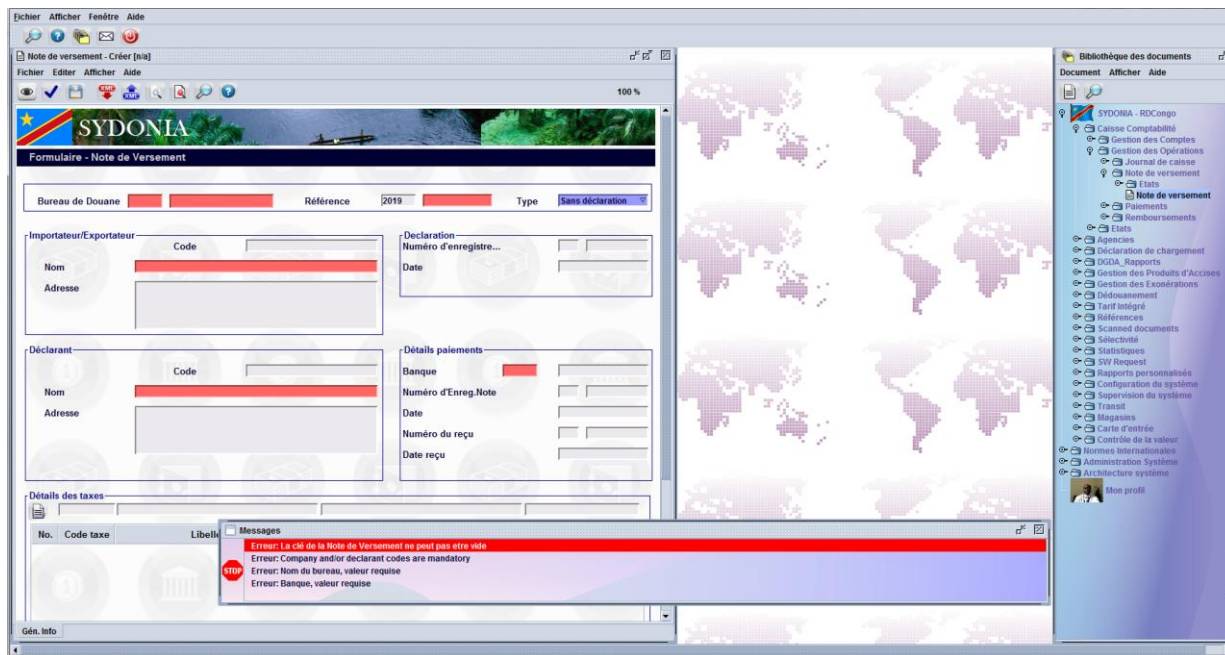 Fichier Afficher Fenêtre Aide
Note de versement - Créer [n/a]
Fichier Editer Afficher Aide
100 %
SYDONIA
Formulaire - Note de Versement
Bureau de Douane Référence 2019 Type Sans déclaration
Importateur/Exportateur
Code
Nom
Adresse
Declaration
Numéro d'enregistre...
Date
Déclarant
Code
Nom
Adresse
Détails paiements
Banque
Numéro d'Enreg.Note
Date
Numéro du reçu
Date reçu
Détails des taxes
No. Code taxe Libelle
Gén. Info
Messages
Erreur: La clé de la Note de Versement ne peut pas etre vide
Erreur: Company and/or declarant codes are mandatory
Erreur: Nom du bureau, valeur requise
Erreur: Banque, valeur requise
STOP
Bibliothèque des documents
Document Afficher Aide
SYDONIA - RDCongo
Caisse Comptabilité
Gestion des Comptes
Gestion des Opérations
Journal de caisse
Note de versement
Etats
Note de versement
Paiements
Remboursements
Etats
Agencies
Déclaration de chargement
DGDA_Rapports
Gestion des Produits d'Accises
Gestion des Exonérations
Dédouanement
Tarif Intégré
Références
Scanned documents
Sélectivité
Statistiques
SW Request
Rapports personnalisés
Configuration du système
Supervision du système
Transit
Magasins
Carte d'entrée
Contrôle de la valeur
Normes Internationales
Administration Système
Architecture système
Mon profil